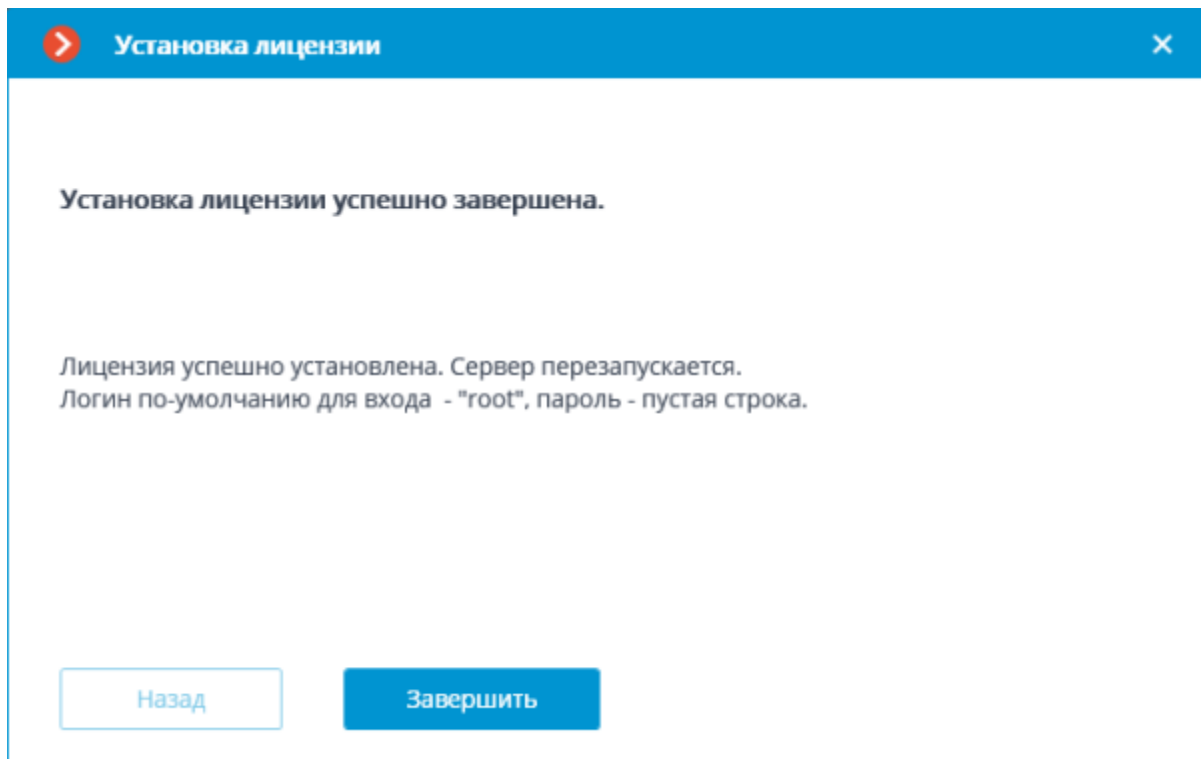 Установка лицензии
Установка лицензии успешно завершена.
Лицензия успешно установлена. Сервер перезапускается.
Логин по-умолчанию для входа - "root", пароль - пустая строка.
Назад
Завершить